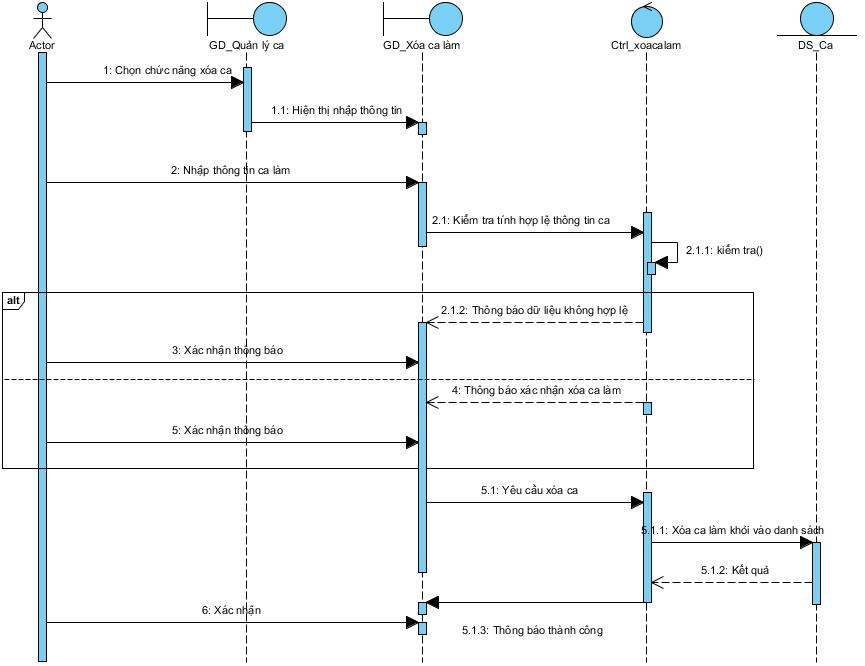 Actor
GD_Quản lý ca
GD_Xóa ca làm
Ctrl_xoacalam
DS_Ca
1: Chọn chức năng xóa ca
1.1: Hiện thị nhập thông tin
2: Nhập thông tin ca làm
2.1: Kiểm tra tính hợp lệ thông tin ca
2.1.1: kiểm tra()
alt
2.1.2: Thông báo dữ liệu không hợp lệ
3: Xác nhận thông báo
4: Thông báo xác nhận xóa ca làm
5: Xác nhận thông báo
5.1: Yêu cầu xóa ca
5.1.1: Xóa ca làm khỏi vào danh sách
5.1.2: Kết quả
6: Xác nhận
5.1.3: Thông báo thành công